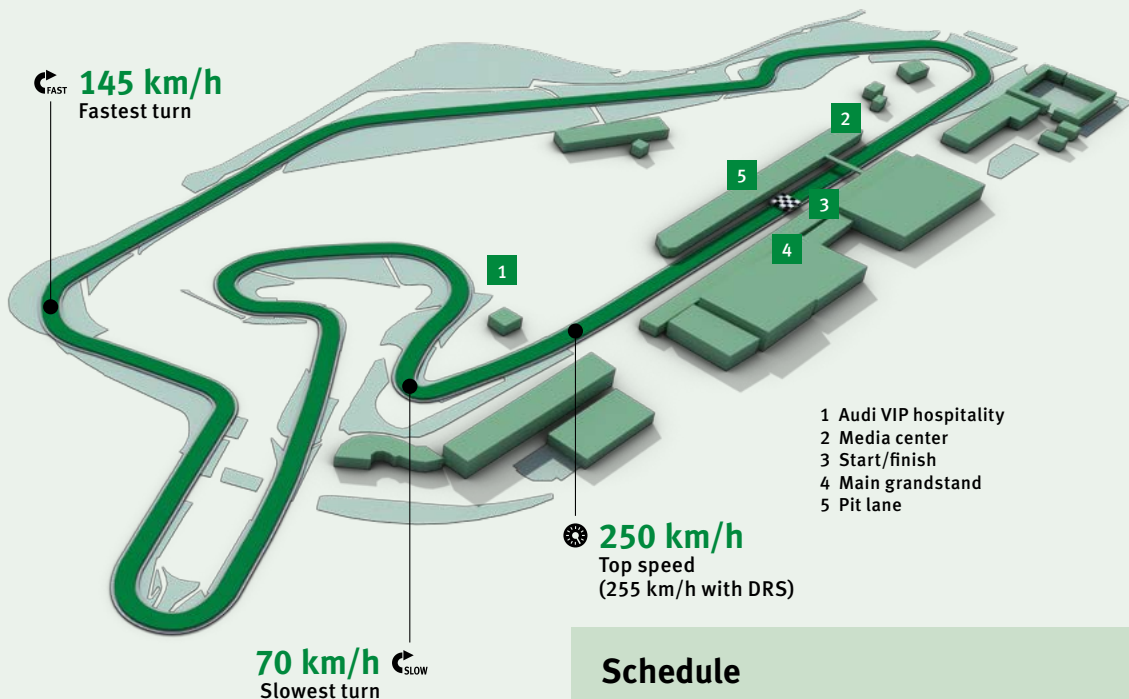 FAST 145 km/h
Fastest turn
2
5
3
4
1
1 Audi VIP hospitality
2 Media center
3 Start/finish
4 Main grandstand
5 Pit lane
250 km/h
Top speed
(255 km/h with DRS)
70 km/h SLOW
Slowest turn
Schedule